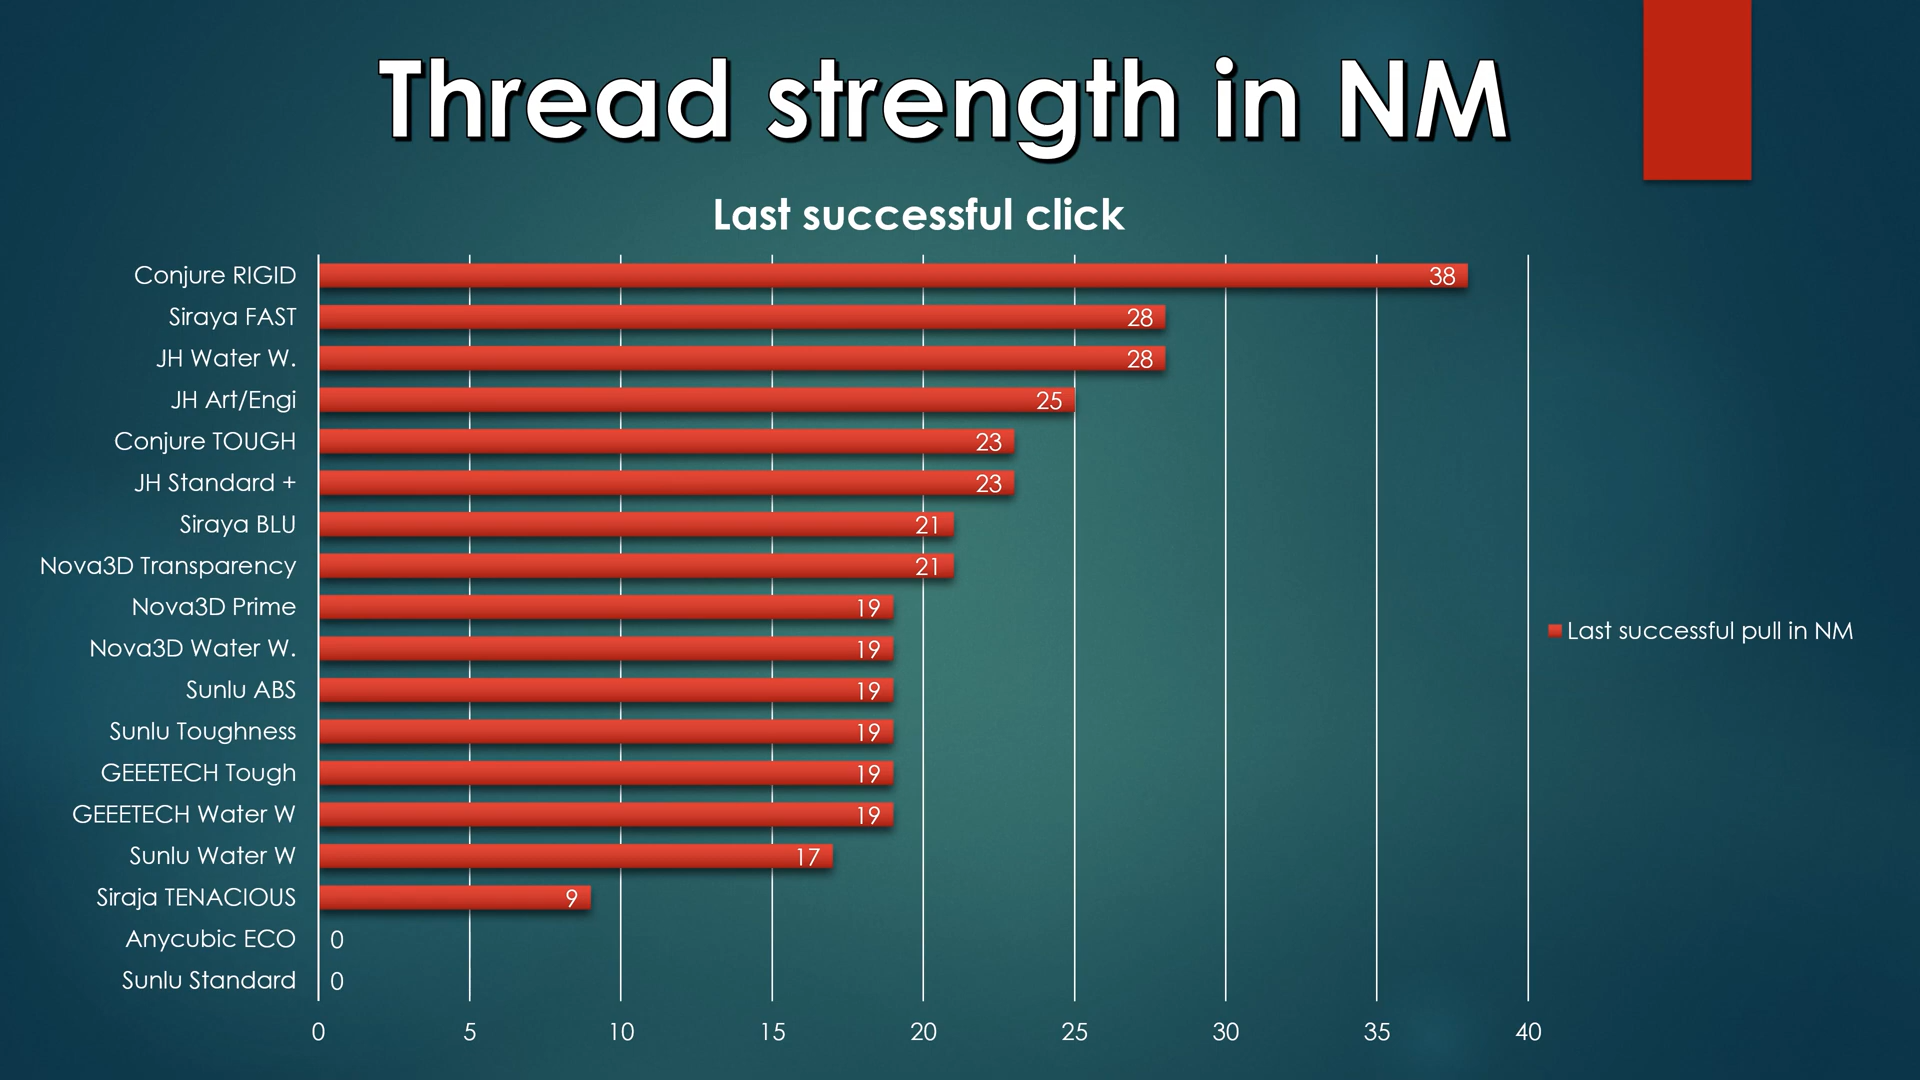 Thread strength in NM
Last successful click
Conjure RIGID 38
Siraya FAST 28
JH Water W. 28
JH Art/Engi 25
Conjure TOUGH 23
JH Standard + 23
Siraya BLU 21
Nova3D Transparency 21
Nova3D Prime 19
Nova3D Water W. 19
Sunlu ABS 19
Sunlu Toughness 19
GEEETECH Tough 19
GEEETECH Water W 19
Sunlu Water W 17
Siraja TENACIOUS 9
Anycubic ECO 0
Sunlu Standard 0
0 5 10 15 20 25 30 35 40
Last successful pull in NM